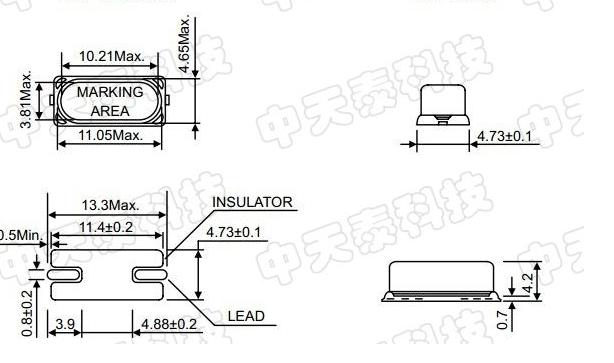 10.21Max.
4.65Max.
3.81Max.
MARKING
AREA
11.05Max.
4.73±0.1
13.3Max.
INSULATOR
11.4±0.2
0.5Min.
4.73±0.1
0.8±0.2
LEAD
3.9
4.88±0.2
4.2
0.7
中天泰科技
中天泰科技
中天泰科技
中天泰科技